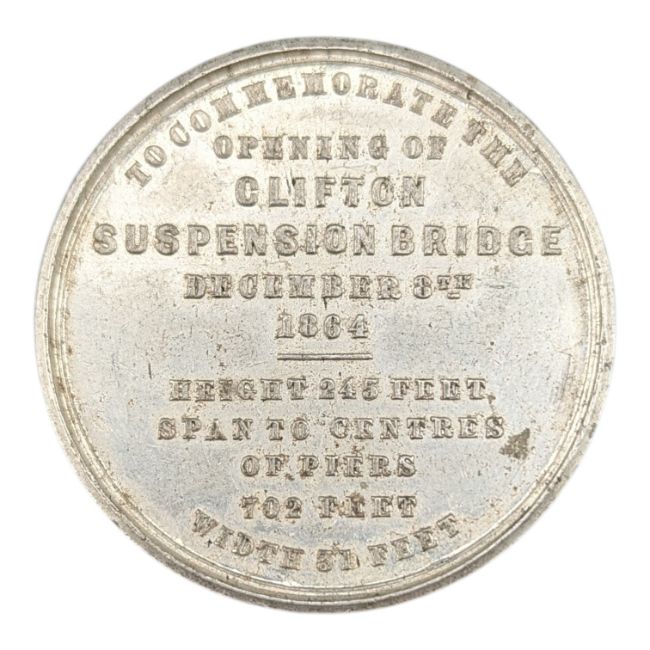 TO COMMEMORATE THE
OPENING OF
CLIFTON
SUSPENSION BRIDGE
DECEMBER 8TH
1864
HEIGHT 245 FEET,
SPAN TO CENTRES
OF PIERS
702 FEET
WIDTH 31 FEET